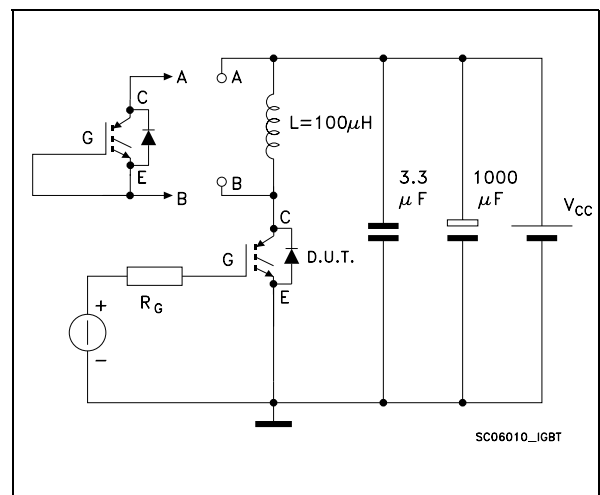 A
A
C
G
L=100μH
E
B
B
3.3
μF
1000
μF
VCC
C
G
D.U.T.
E
RG
+
−
SC06010_IGBT